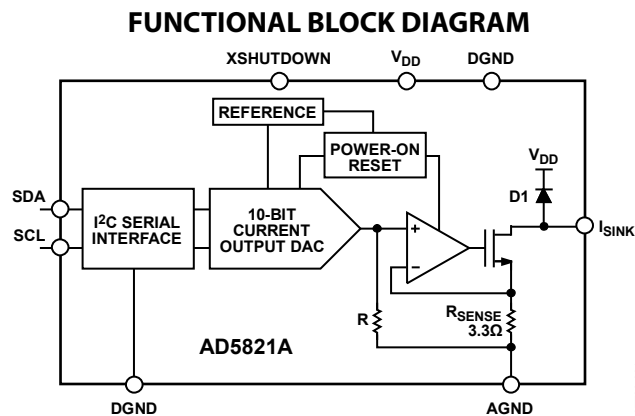 FUNCTIONAL BLOCK DIAGRAM
XSHUTDOWN
VDD
DGND
REFERENCE
POWER-ON
RESET
VDD
D1
SDA
SCL
I2C SERIAL
INTERFACE
10-BIT
CURRENT
OUTPUT DAC
+
–
ISINK
R
RSENSE
3.3Ω
AD5821A
DGND
AGND